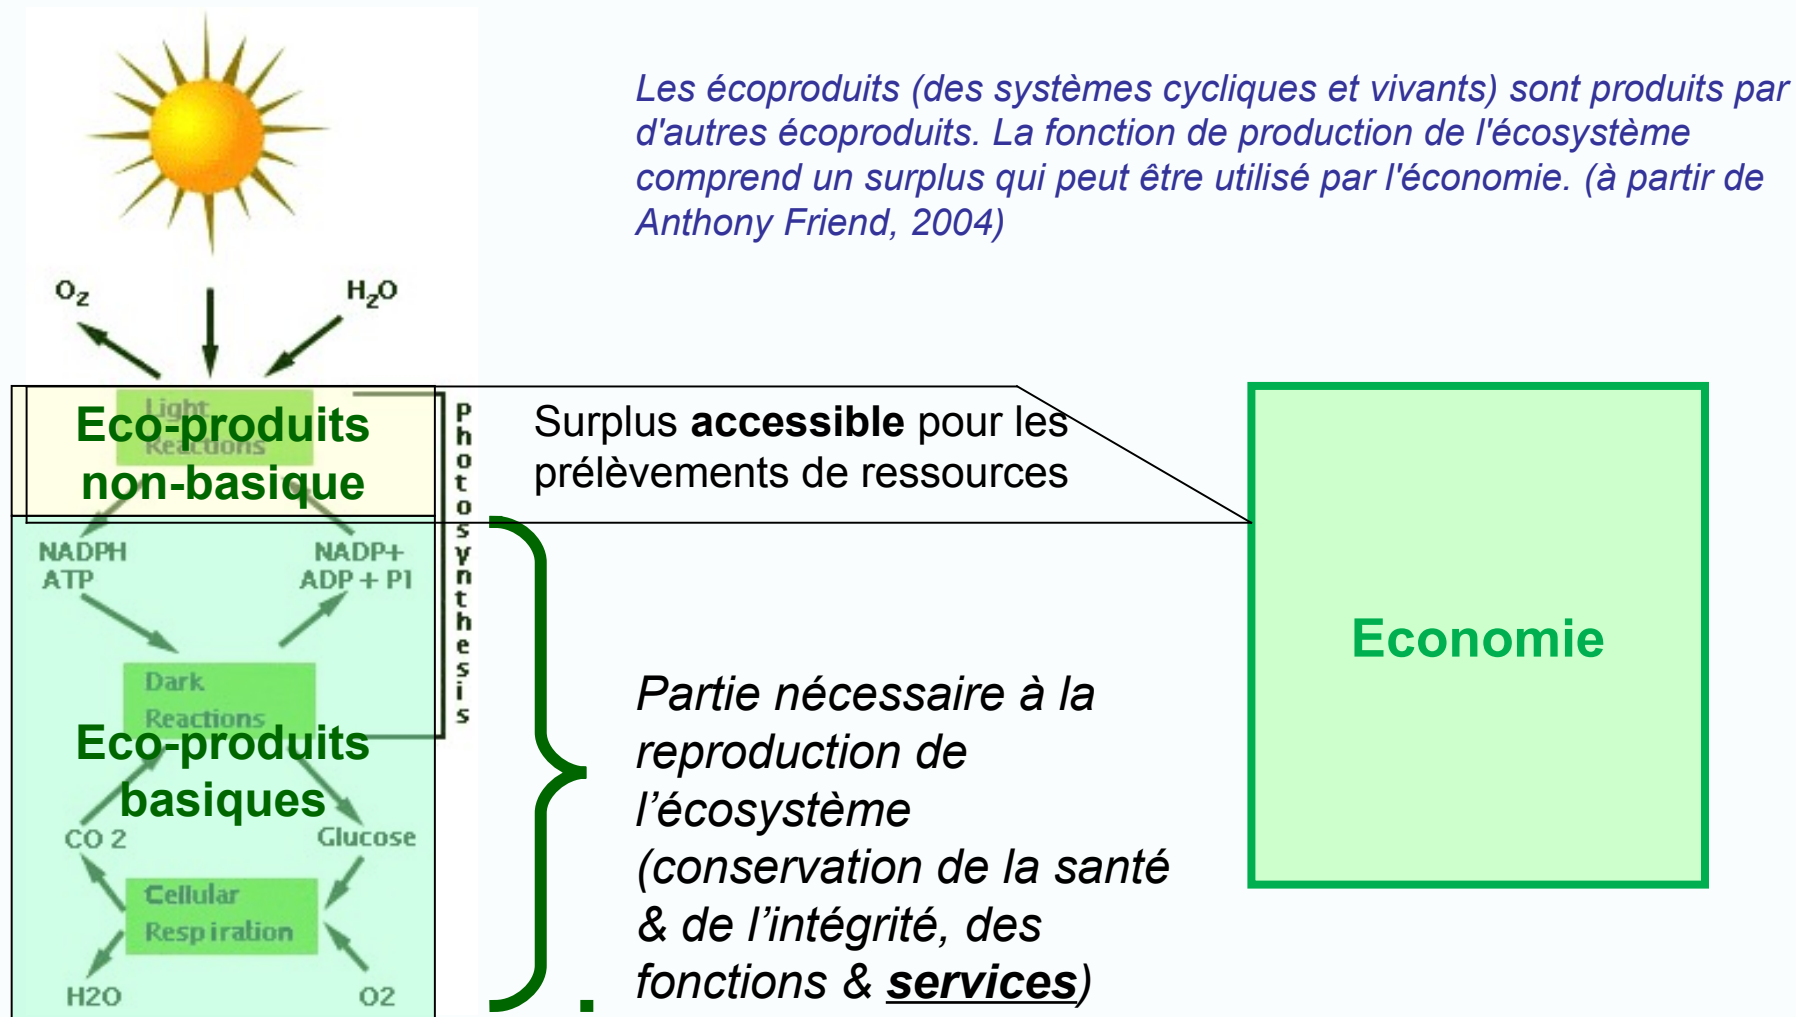 Les écoproduits (des systèmes cycliques et vivants) sont produits par
d'autres écoproduits. La fonction de production de l'écosystème
comprend un surplus qui peut être utilisé par l'économie. (à partir de
Anthony Friend, 2004)
O2
H2O
Light
Reactions
Eco-produits
non-basique
Photosynthesis
Surplus accessible pour les
prélèvements de ressources
NADPH
ATP
NADP+
ADP + P1
Dark
Reactions
Eco-produits
basiques
CO 2
Glucose
Cellular
Respiration
H2O
O2
Partie nécessaire à la
reproduction de
l’écosystème
(conservation de la santé
& de l’intégrité, des
fonctions & services)
Economie